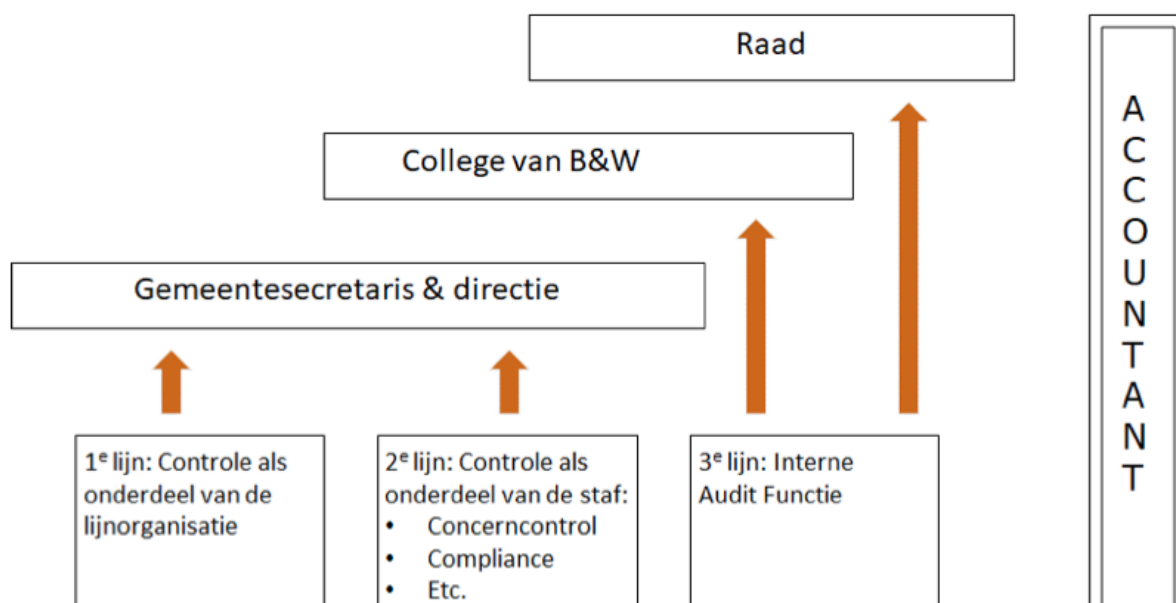 Raad
College van B&W
Gemeentesecretaris & directie
1e lijn: Controle als
onderdeel van de
lijnorganisatie
2e lijn: Controle als
onderdeel van de staf:
• Concerncontrol
• Compliance
• Etc.
3e lijn: Interne
Audit Functie
A
C
C
O
U
N
T
A
N
T